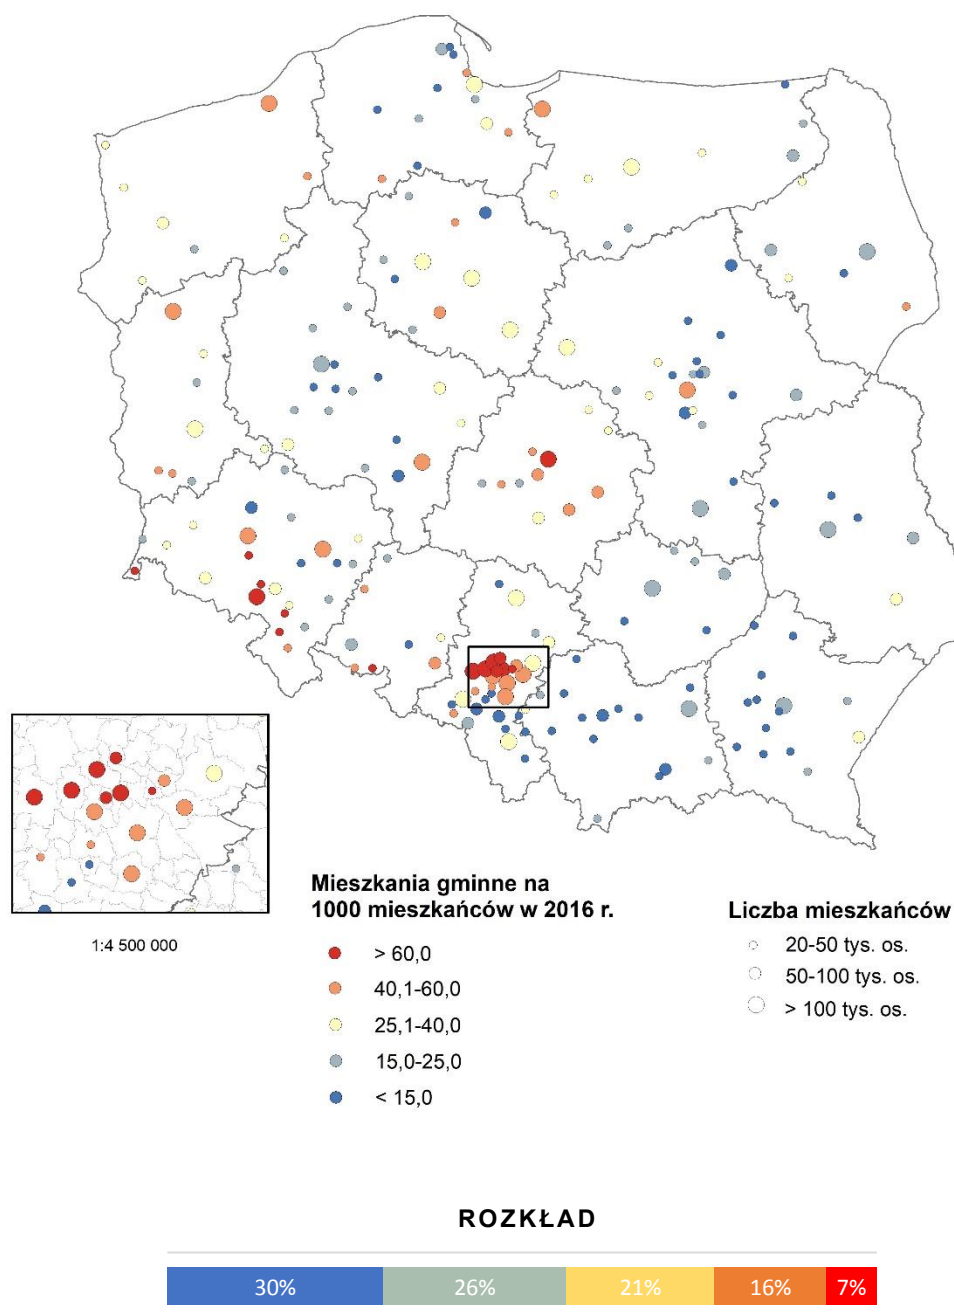 1:4 500 000
Mieszkania gminne na
1000 mieszkańców w 2016 r.
> 60,0
40,1-60,0
25,1-40,0
15,0-25,0
< 15,0
Liczba mieszkańców
20-50 tys. os.
50-100 tys. os.
> 100 tys. os.
ROZKŁAD
30% 26% 21% 16% 7%